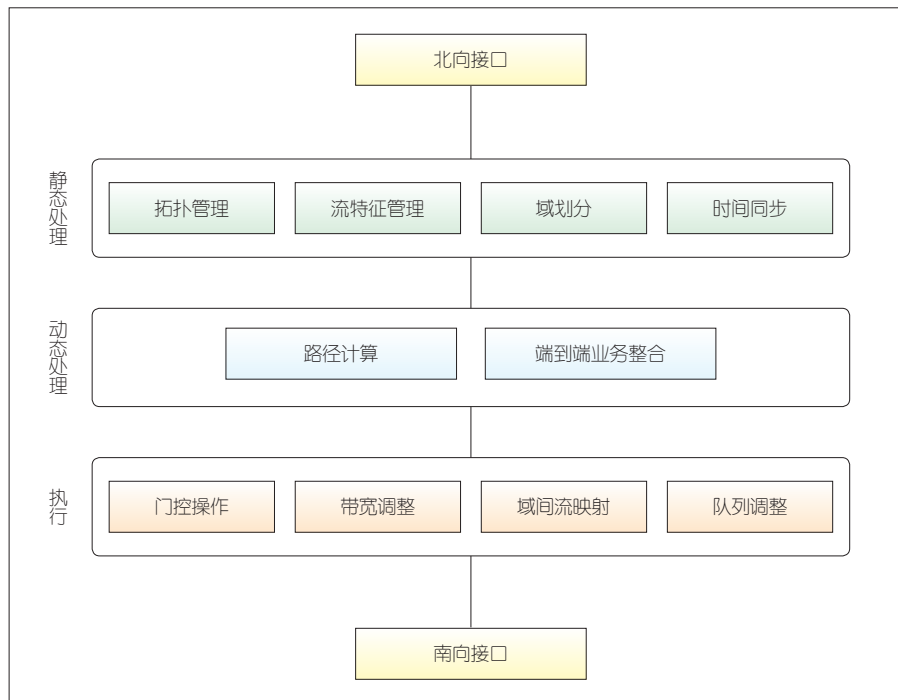 北向接口
静态处理
拓扑管理
流特征管理
域划分
时间同步
动态处理
路径计算
端到端业务整合
执行
门控操作
带宽调整
域间流映射
队列调整
南向接口